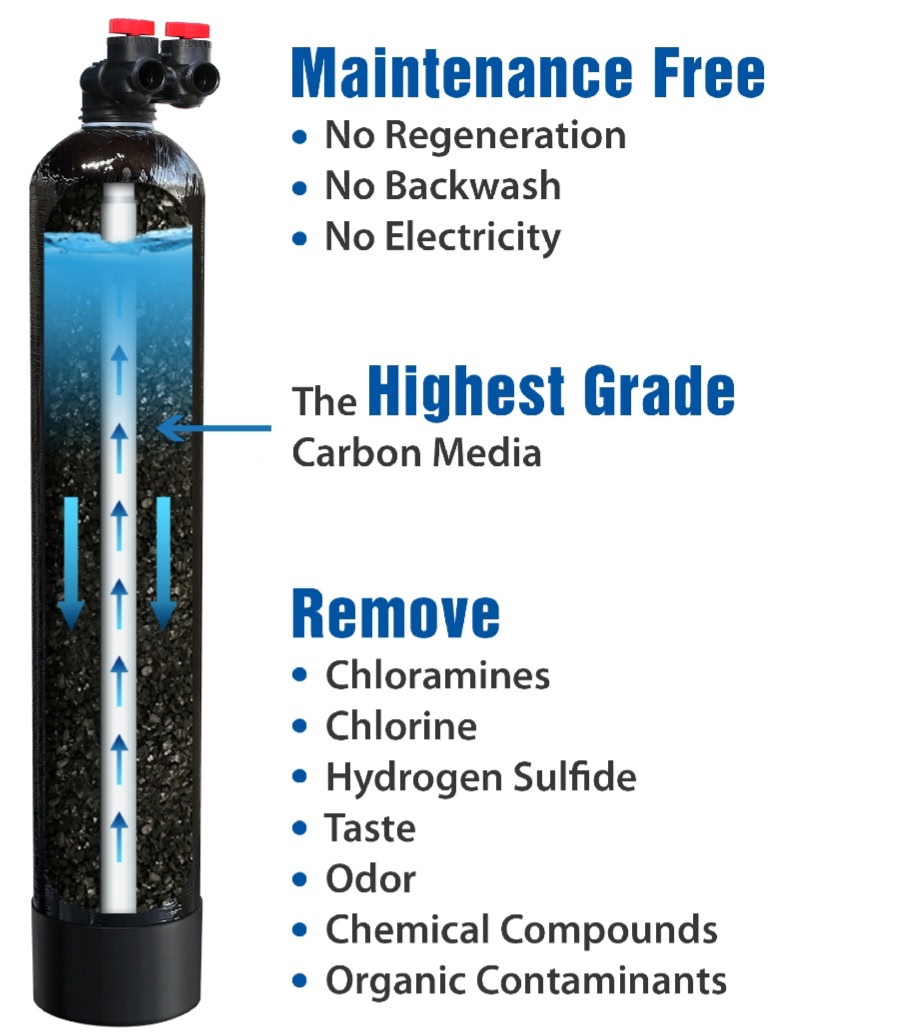 Maintenance Free
• No Regeneration
• No Backwash
• No Electricity
The Highest Grade
Carbon Media
Remove
• Chloramines
• Chlorine
• Hydrogen Sulfide
• Taste
• Odor
• Chemical Compounds
• Organic Contaminants